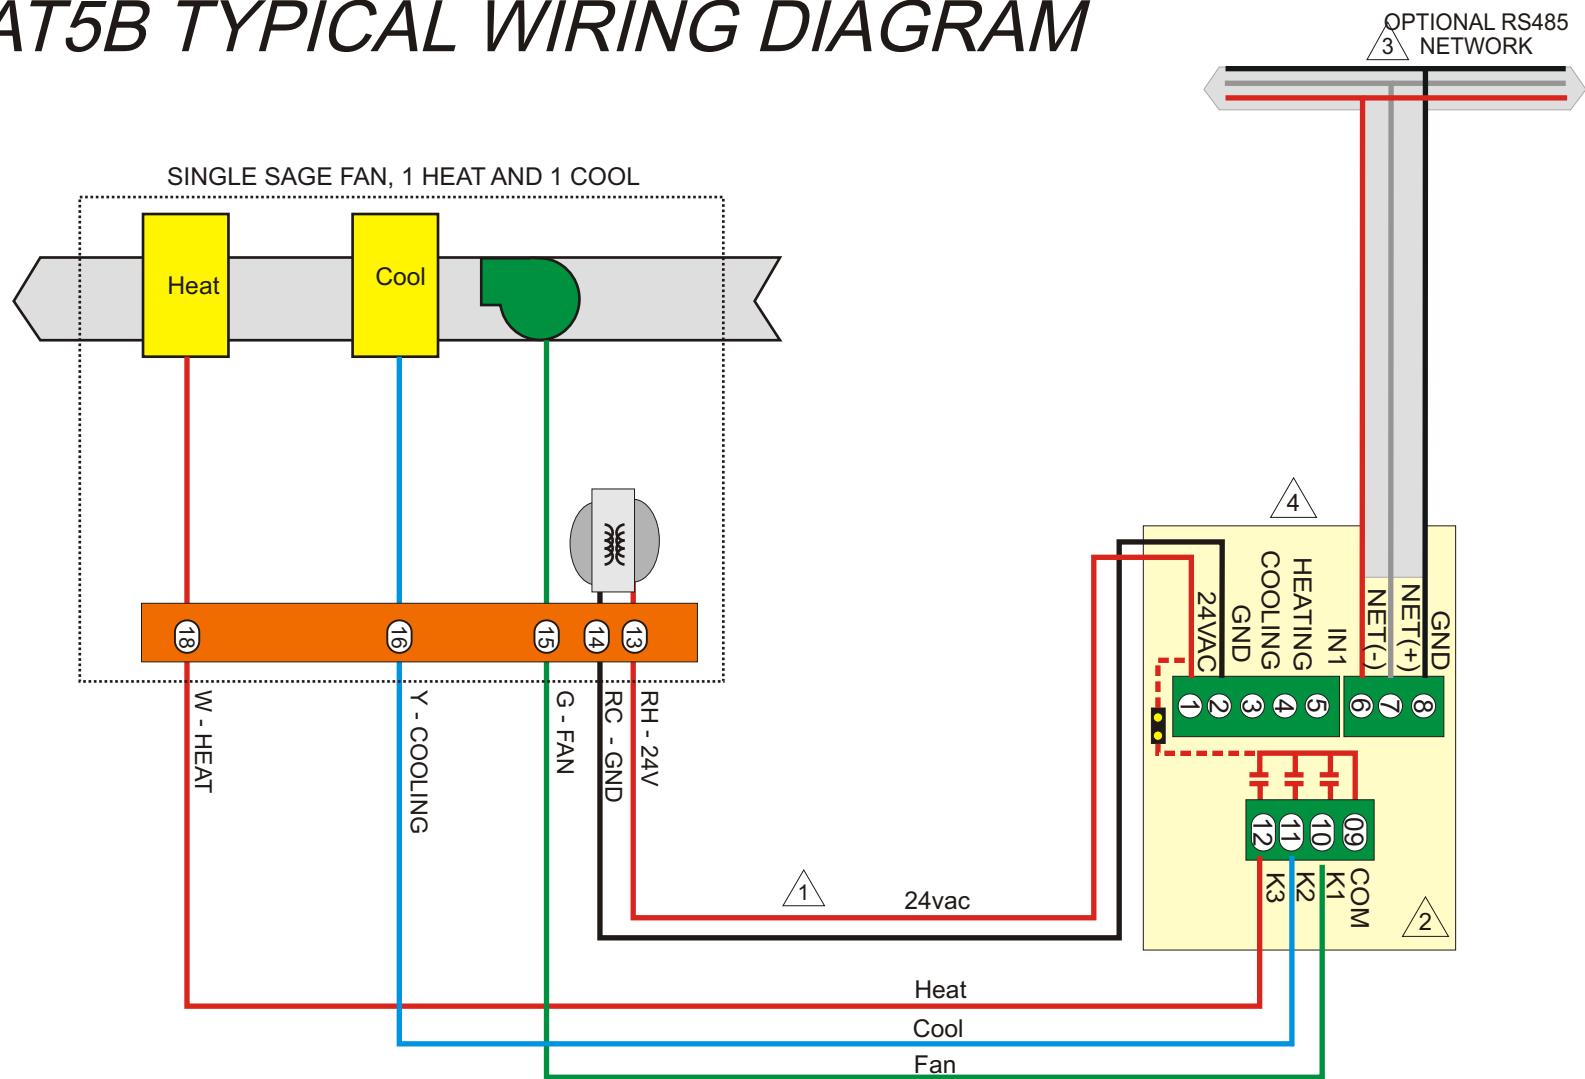 AT5B TYPICAL WIRING DIAGRAM
OPTIONAL RS485
3 NETWORK
SINGLE SAGE FAN, 1 HEAT AND 1 COOL
Heat
Cool
4
24VAC
GND
COOLING
HEATING
IN1
NET(-)
NET(+)
GND
18
16
15
14
13
1
2
3
4
5
6
7
8
W - HEAT
Y - COOLING
G - FAN
RC - GND
RH - 24V
12
11
10
09
K3
K2
K1
COM
2
1
24vac
Heat
Cool
Fan